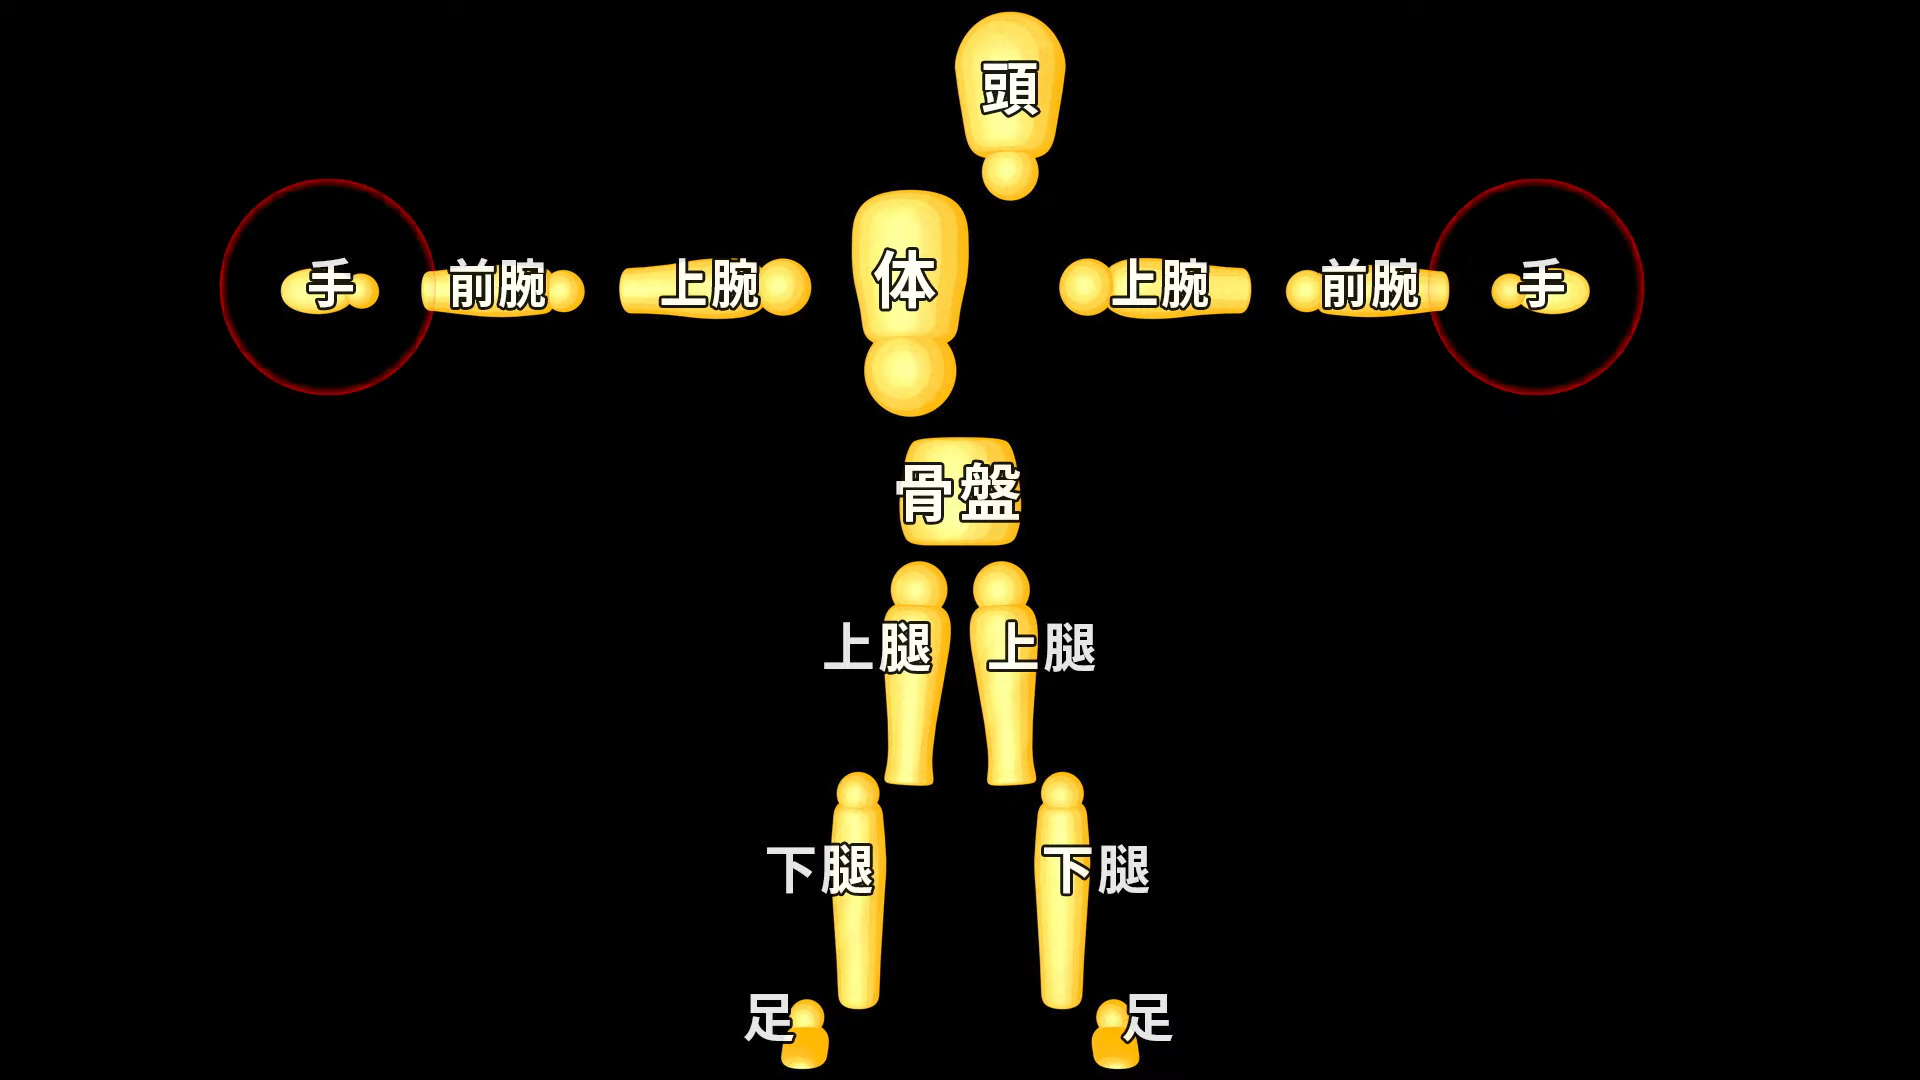 頭
手 前腕 上腕 体 上腕 前腕 手
骨盤
上腿 上腿
下腿 下腿
足 足